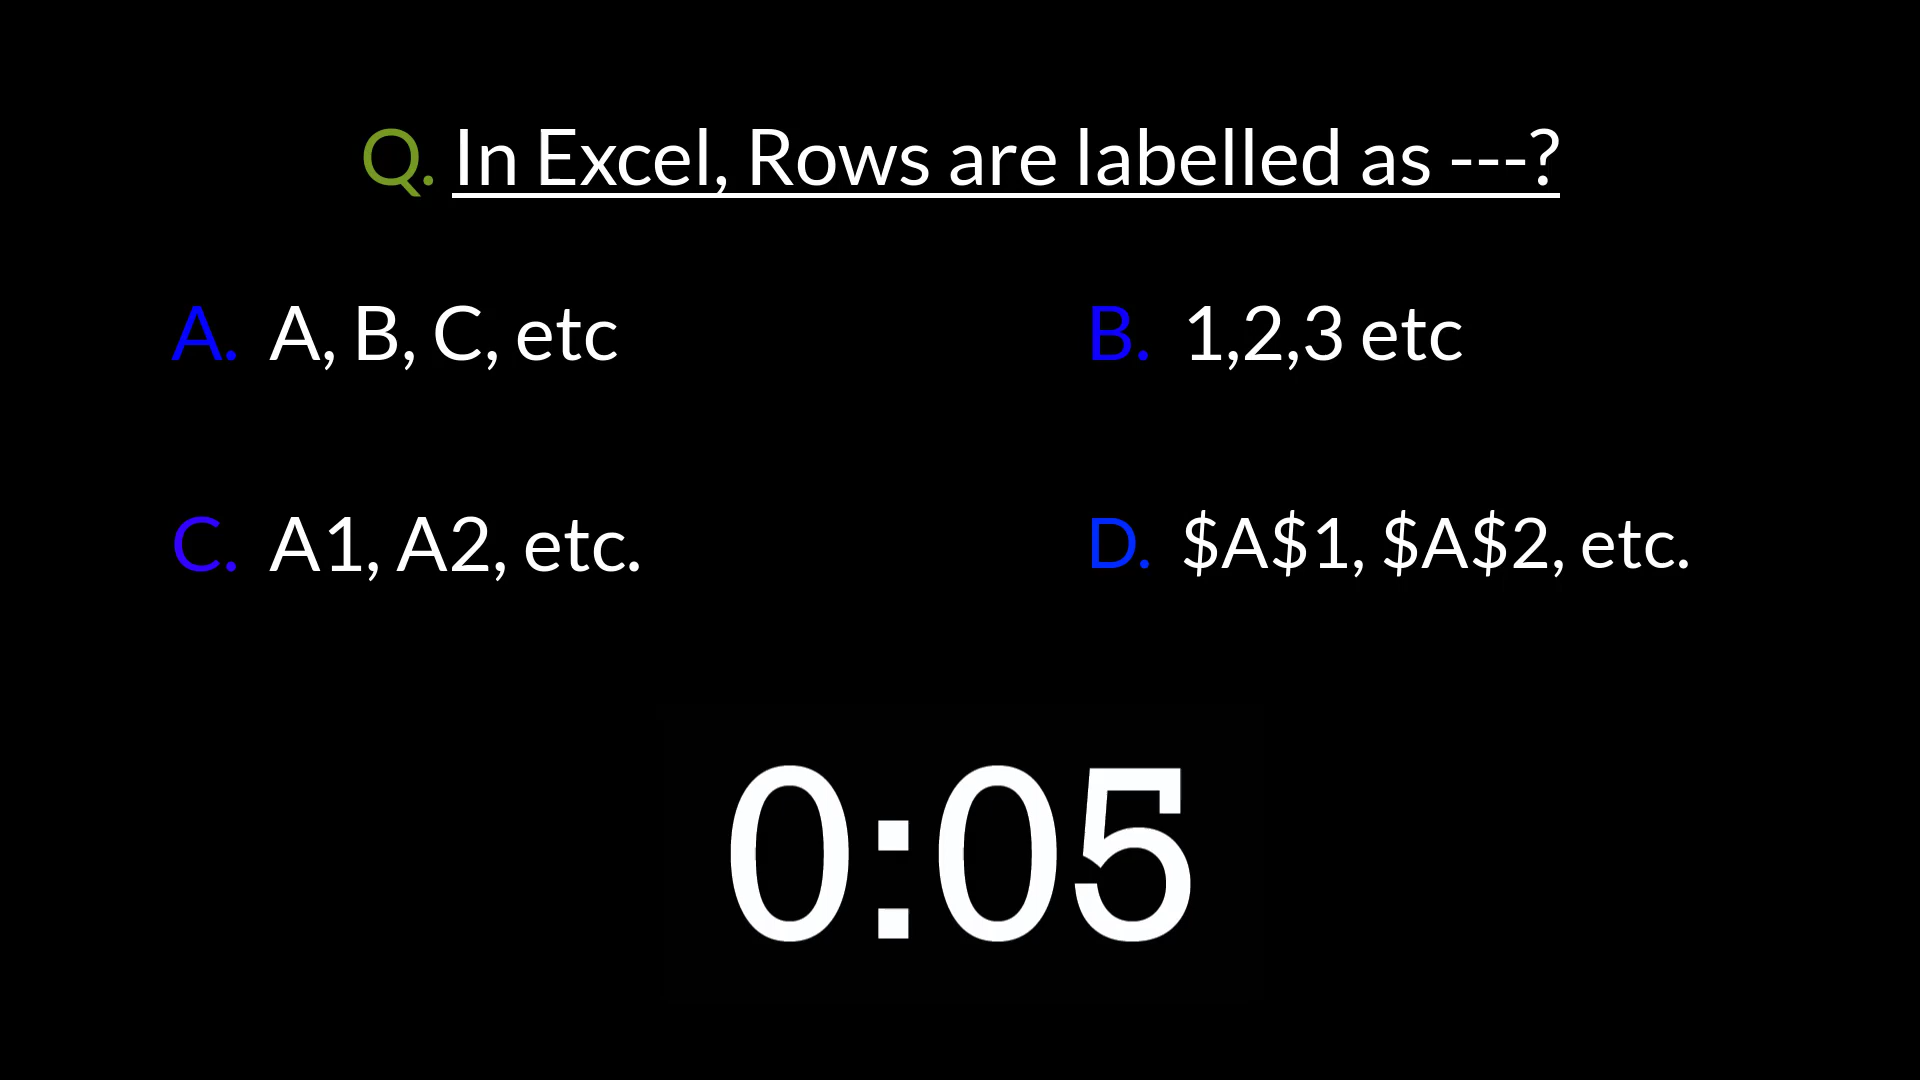 Q. In Excel, Rows are labelled as ---?
A. A, B, C, etc
B. 1,2,3 etc
C. A1, A2, etc.
D. $A$1, $A$2, etc.
0:05